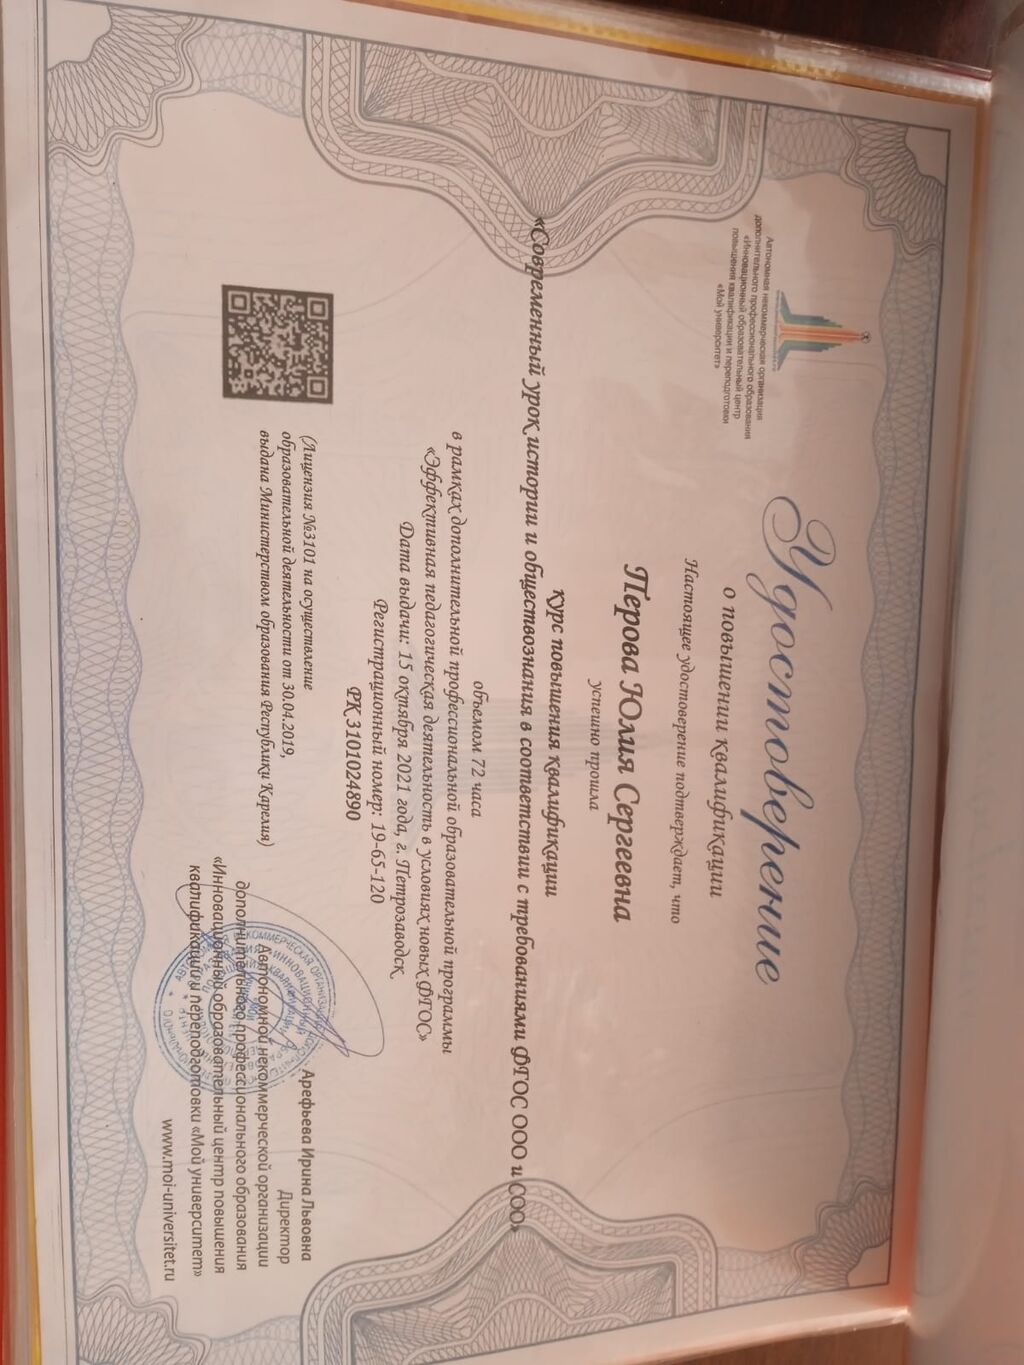 Автономная некоммерческая организация
дополнительного профессионального образования
«Инновационный образовательный центр
повышения квалификации и переподготовки
«Мой университет»
Удостоверение
о повышении квалификации
Настоящее удостоверение подтверждает, что
Перова Юлия Сергеевна
успешно прошла
курс повышения квалификации
«Современный урок истории и обществознания в соответствии с требованиями ФГОС ООО и СОО»
объемом 72 часа
в рамках дополнительной профессиональной образовательной программы
«Эффективная педагогическая деятельность в условиях новых ФГОС»
Дата выдачи: 15 октября 2021 года, г. Петрозаводск,
Регистрационный номер: 19-65-120
РК 3101024890
(Лицензия №3101 на осуществление
образовательной деятельности от 30.04.2019,
выдана Министерством образования Республики Карелия)
Арефьева Ирина Львовна
Директор
Автономной некоммерческой организации
дополнительного профессионального образования
«Инновационный образовательный центр повышения
квалификации и переподготовки «Мой университет»
www.moi-universitet.ru